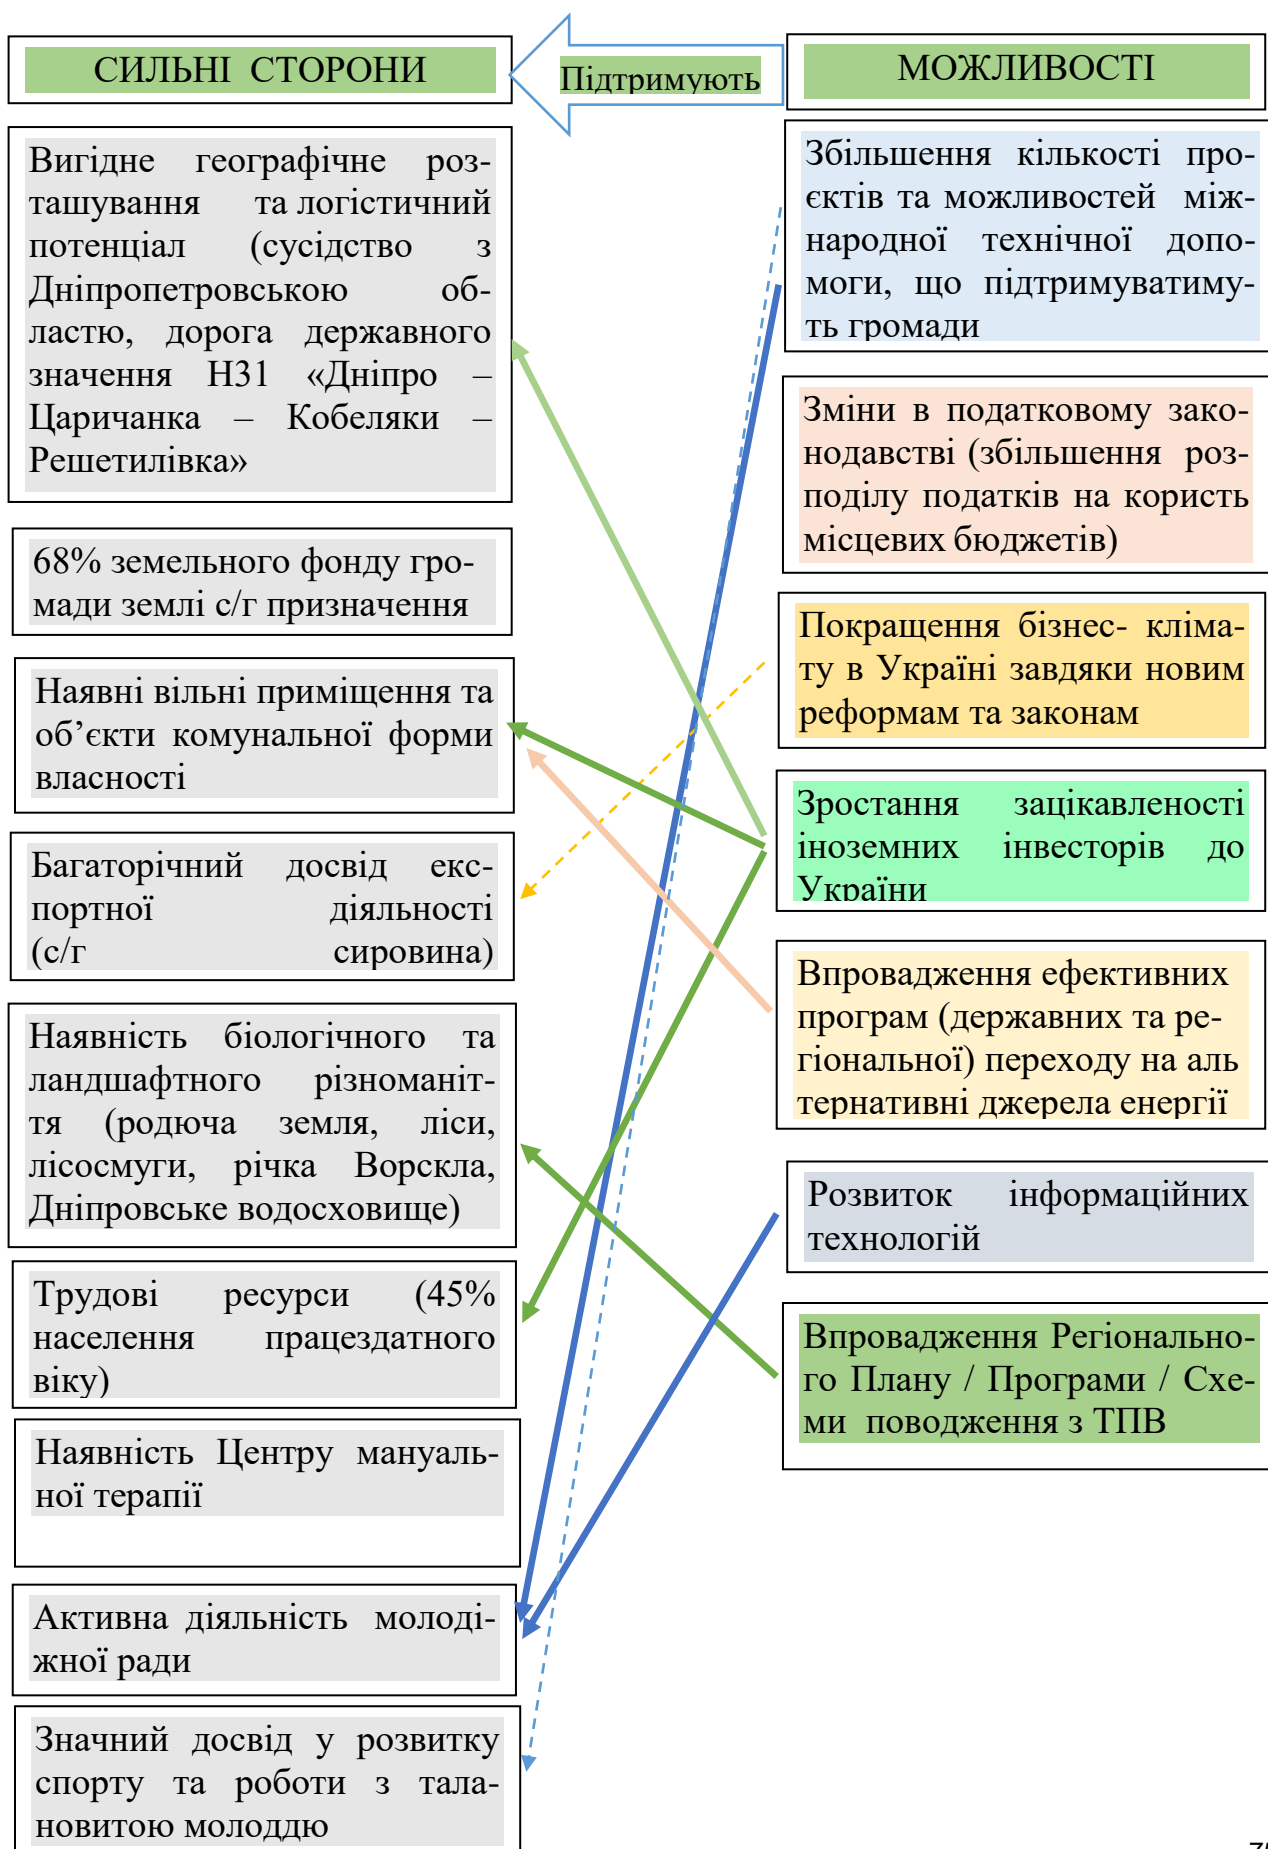 СИЛЬНІ СТОРОНИ
Підтримують
МОЖЛИВОСТІ
Вигідне географічне роз-
ташування та логістичний
потенціал (сусідство з
Дніпропетровською об-
ластю, дорога державного
значення Н31 «Дніпро –
Царичанка – Кобеляки –
Решетилівка»
68% земельного фонду гро-
мади землі с/г призначення
Наявні вільні приміщення та
об’єкти комунальної форми
власності
Багаторічний досвід екс-
портної діяльності
(с/г сировина)
Наявність біологічного та
ландшафтного різноманіт-
тя (родюча земля, ліси,
лісосмуги, річка Ворскла,
Дніпровське водосховище)
Трудові ресурси (45%
населення працездатного
віку)
Наявність Центру мануаль-
ної терапії
Активна діяльність молоді-
жної ради
Значний досвід у розвитку
спорту та роботи з тала-
новитою молоддю
Збільшення кількості про-
єктів та можливостей між-
народної технічної допо-
моги, що підтримуватиму-
ть громади
Зміни в податковому зако-
нодавстві (збільшення роз-
поділу податків на користь
місцевих бюджетів)
Покращення бізнес- кліма-
ту в Україні завдяки новим
реформам та законам
Зростання зацікавленості
іноземних інвесторів до
України
Впровадження ефективних
програм (державних та ре-
гіональної) переходу на аль
тернативні джерела енергії
Розвиток інформаційних
технологій
Впровадження Регіонально-
го Плану / Програми / Схе-
ми поводження з ТПВ